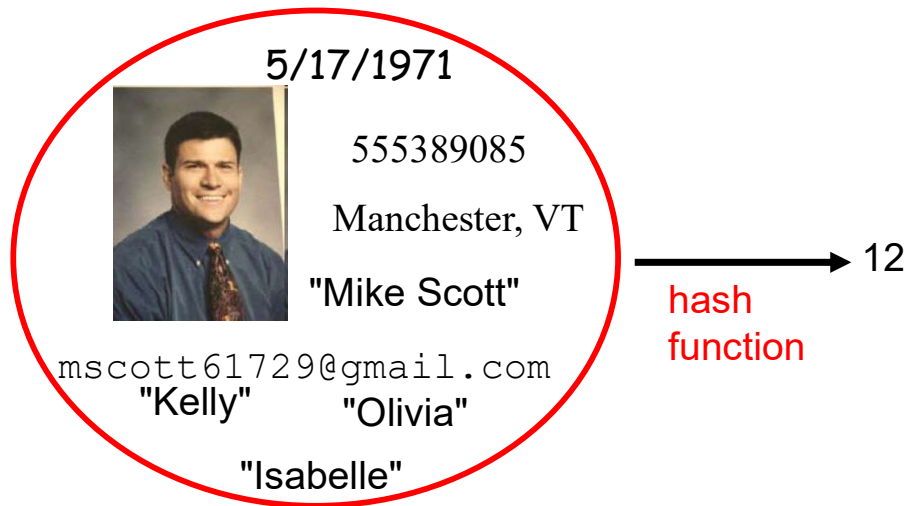 5/17/1971
555389085
Manchester, VT
"Mike Scott"
mscott61729@gmail.com
"Kelly"
"Olivia"
"Isabelle"
hash
function
12